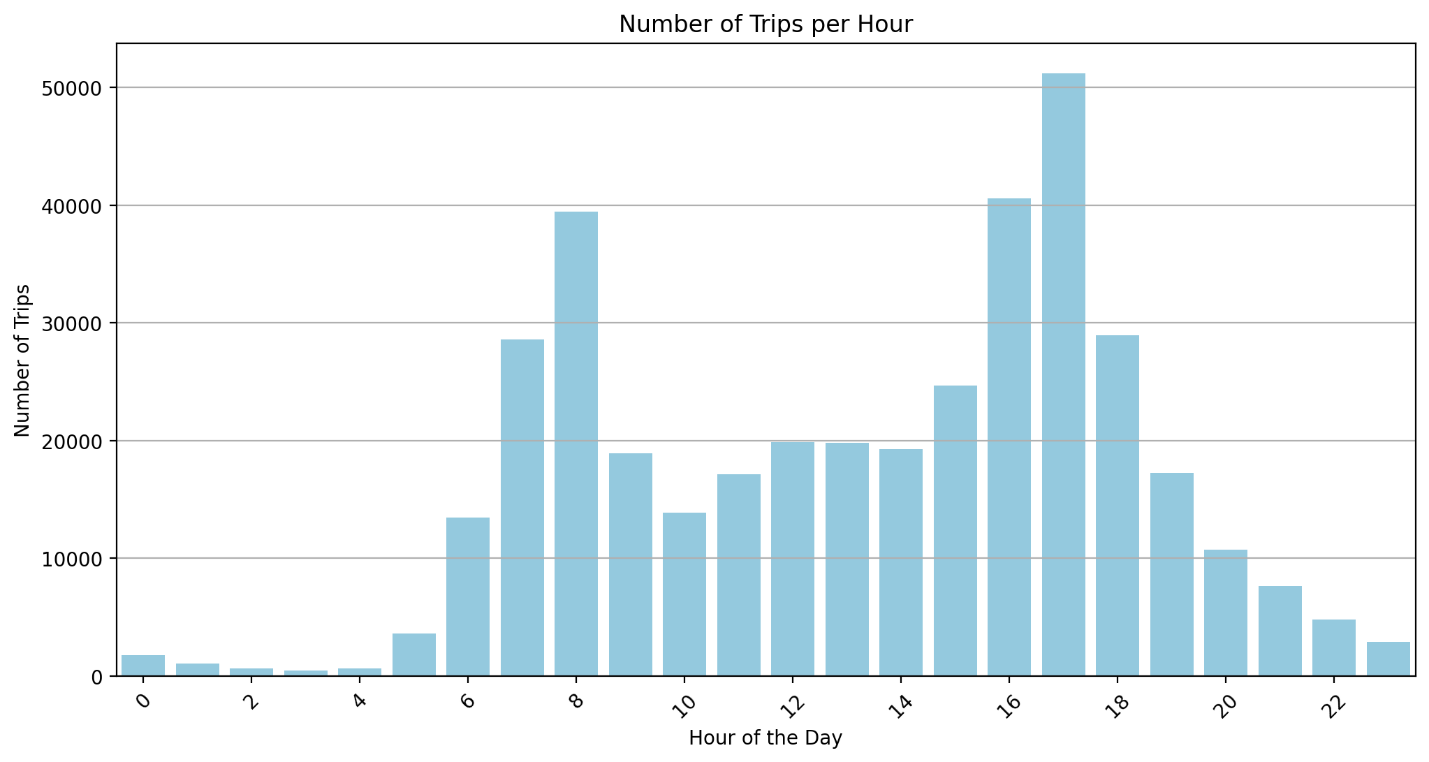 Number of Trips per Hour
Number of Trips
50000
40000
30000
20000
10000
0
0 2 4 6 8 10 12 14 16 18 20 22
Hour of the Day